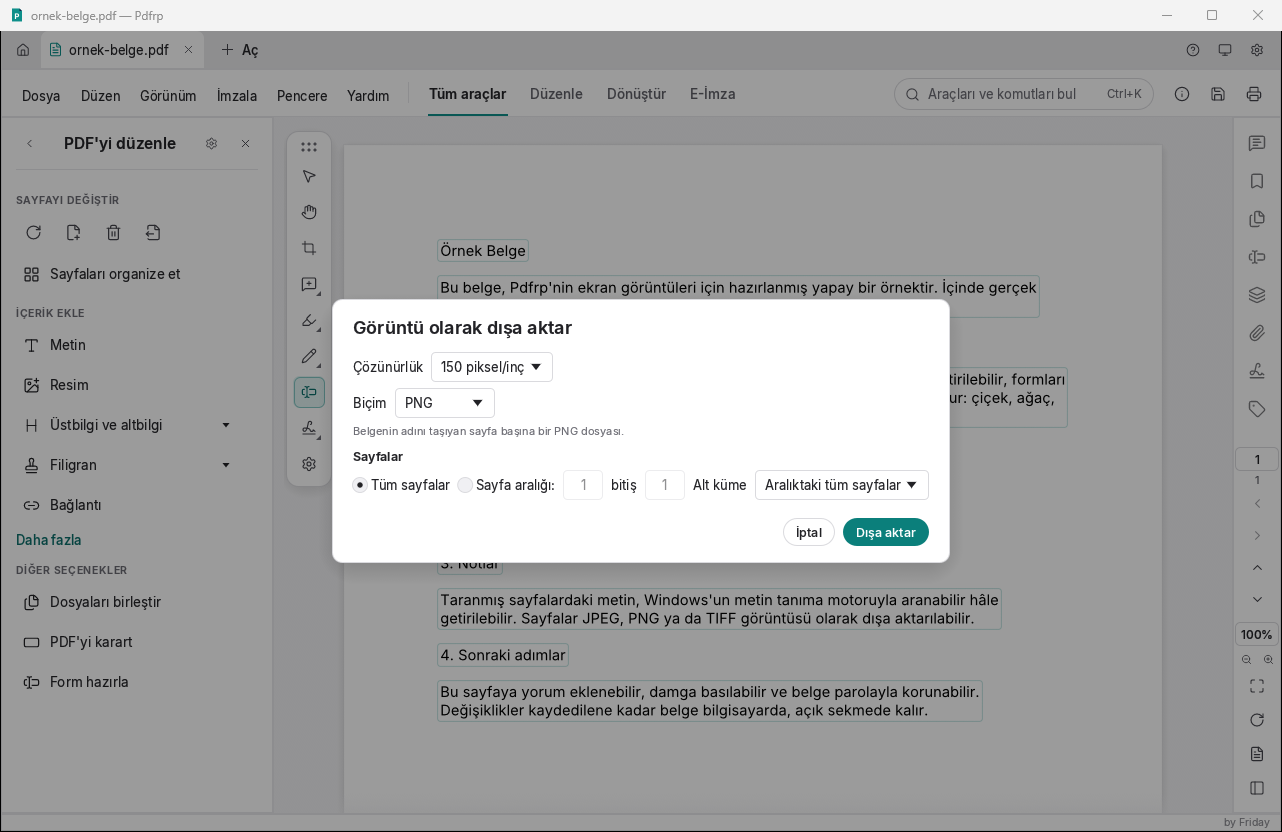 ornek-belge.pdf — Pdfrp
ornek-belge.pdf
Aç
Dosya
Düzen
Görünüm
İmzala
Pencere
Yardım
Tüm araçlar
Düzenle
Dönüştür
E-İmza
Araçları ve komutları bul
Ctrl+K
PDF'yi düzenle
SAYFAYI DEĞİŞTİR
Sayfaları organize et
İÇERİK EKLE
Metin
Resim
Üstbilgi ve altbilgi
Filigran
Bağlantı
Daha fazla
DİĞER SEÇENEKLER
Dosyaları birleştir
PDF'yi karart
Form hazırla
Örnek Belge
Bu belge, Pdfrp'nin ekran görüntüleri için hazırlanmış yapay bir örnektir. İçinde gerçek
tirilebilir, formları
ur: çiçek, ağaç,
Görüntü olarak dışa aktar
Çözünürlük
150 piksel/inç
Biçim
PNG
Belgenin adını taşıyan sayfa başına bir PNG dosyası.
Sayfalar
Tüm sayfalar
Sayfa aralığı:
1
bitiş
1
Alt küme
Aralıktaki tüm sayfalar
İptal
Dışa aktar
3. Notlar
Taranmış sayfalardaki metin, Windows'un metin tanıma motoruyla aranabilir hâle
getirilebilir. Sayfalar JPEG, PNG ya da TIFF görüntüsü olarak dışa aktarılabilir.
4. Sonraki adımlar
Bu sayfaya yorum eklenebilir, damga basılabilir ve belge parolayla korunabilir.
Değişiklikler kaydedilene kadar belge bilgisayarda, açık sekmede kalır.
1
1
100%
by Friday